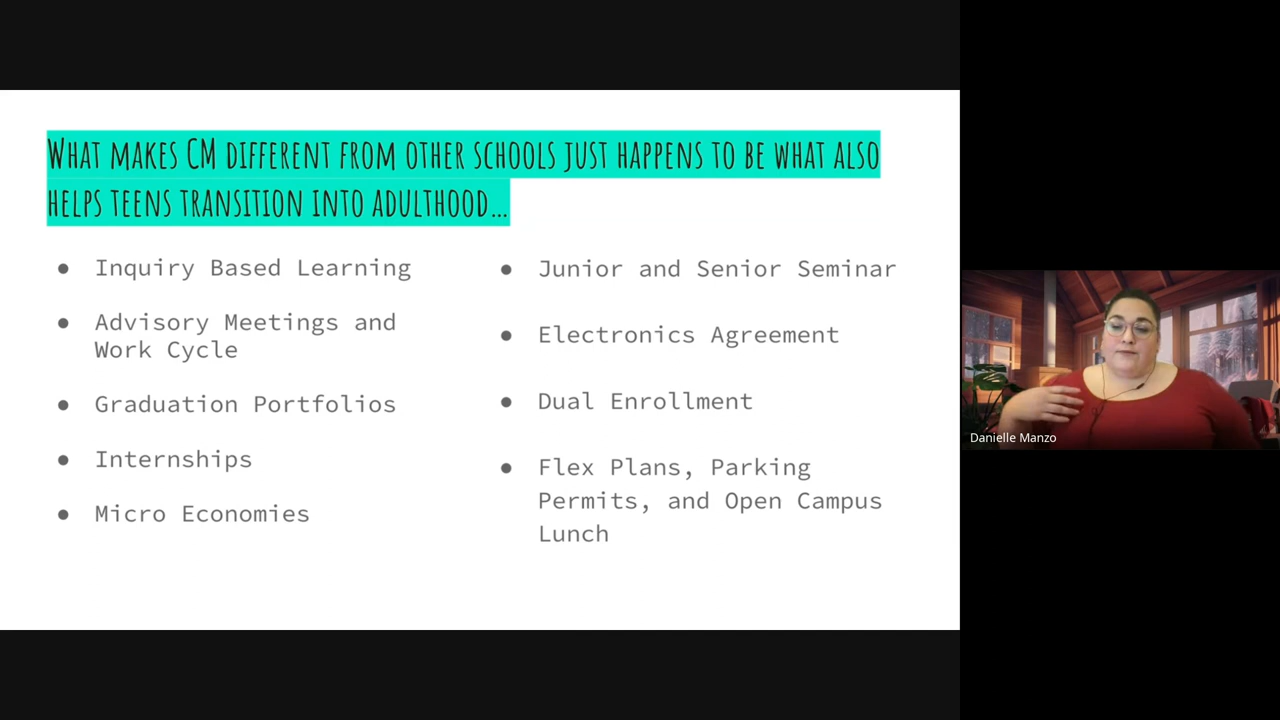 WHAT MAKES CM DIFFERENT FROM OTHER SCHOOLS JUST HAPPENS TO BE WHAT ALSO
HELPS TEENS TRANSITION INTO ADULTHOOD...
● Inquiry Based Learning
● Advisory Meetings and
Work Cycle
● Graduation Portfolios
● Internships
● Micro Economies
● Junior and Senior Seminar
● Electronics Agreement
● Dual Enrollment
● Flex Plans, Parking
Permits, and Open Campus
Lunch
Danielle Manzo